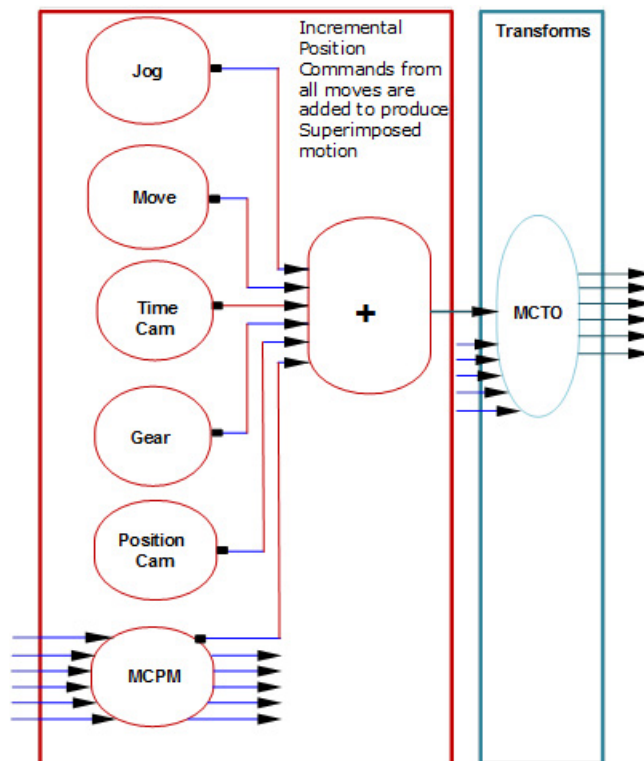 Jog
Incremental
Position
Commands from
all moves are
added to produce
Superimposed
motion
Transforms
Move
Time
Cam
+
MCTO
Gear
Position
Cam
MCPM